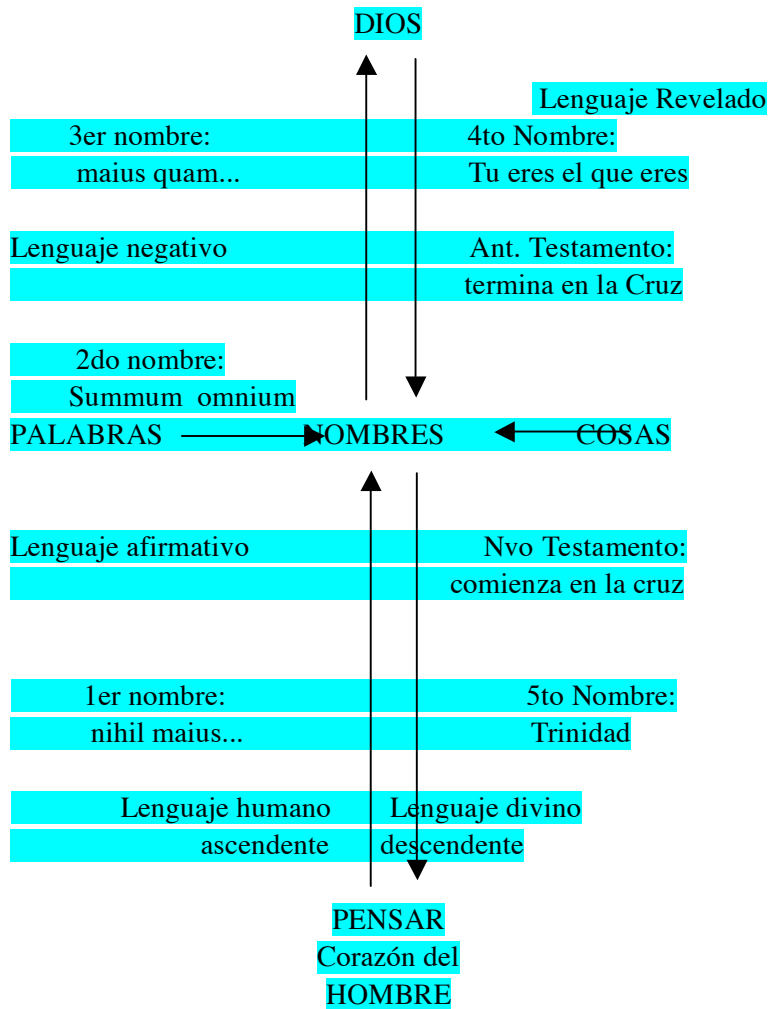 DIOS
Lenguaje Revelado
3er nombre: 4to Nombre:
maius quam... Tu eres el que eres
Lenguaje negativo Ant. Testamento:
termina en la Cruz
2do nombre:
Summum omnium
PALABRAS NOMBRES COSAS
Lenguaje afirmativo Nvo Testamento:
comienza en la cruz
1er nombre: 5to Nombre:
nihil maius... Trinidad
Lenguaje humano Lenguaje divino
ascendente descendente
PENSAR
Corazón del
HOMBRE